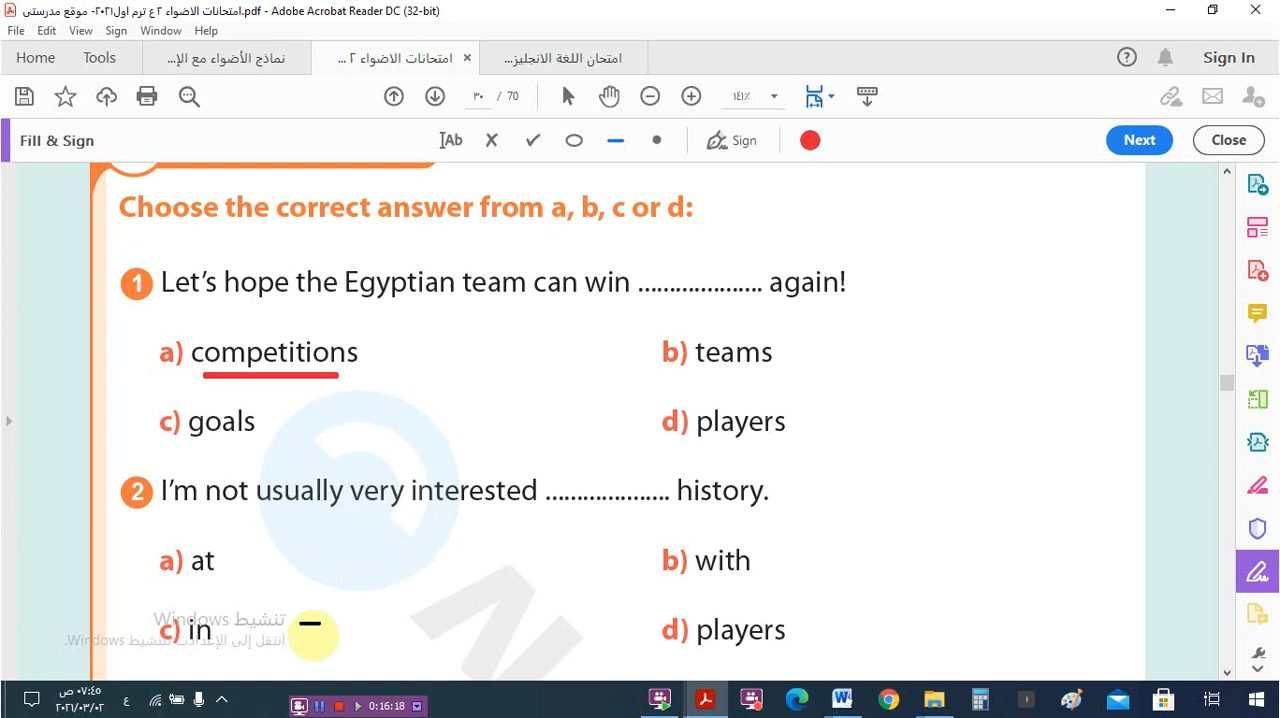 امتحانات الاضواء ٢ ع ترم اول٢٠٢١- موقع مدرستى.pdf - Adobe Acrobat Reader DC (32-bit)
File Edit View Sign Window Help
Home Tools نماذج الأضواء مع الإ... امتحانات الاضواء ٢ ... × امتحان اللغة الانجليز... Sign In
٣٠ / 70 ١٤١٪
Fill & Sign Ab Sign Next Close
Choose the correct answer from a, b, c or d:
1 Let's hope the Egyptian team can win .................... again!
a) competitions b) teams
c) goals d) players
2 I'm not usually very interested .................... history.
a) at b) with
تنشيط Windows
c) in d) players
انتقل إلى الإعدادات لتنشيط Windows.
٠٧:٤٥ ص
٢٠٢١/٠٣/٠٢
ع
0:16:18